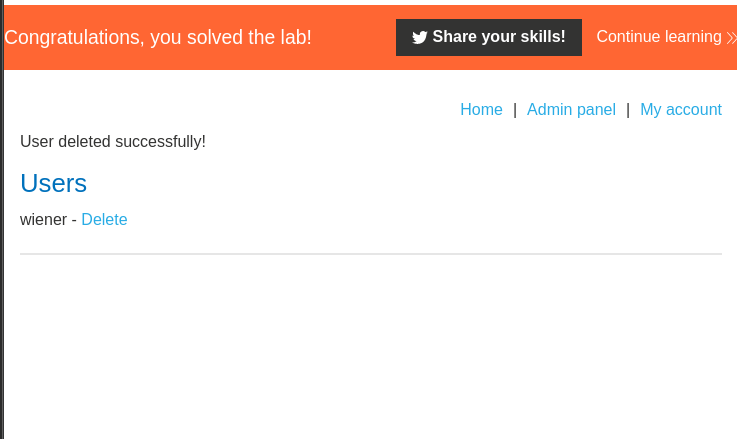 Congratulations, you solved the lab! Share your skills! Continue learning
Home | Admin panel | My account
User deleted successfully!
Users
wiener - Delete